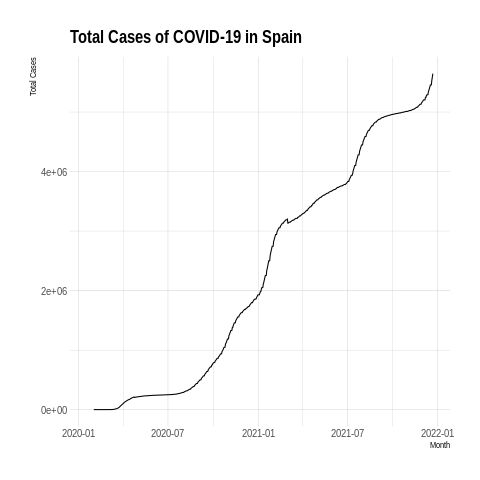 Total Cases of COVID-19 in Spain
Total Cases
4e+06
2e+06
0e+00
2020-01 2020-07 2021-01 2021-07 2022-01
Month